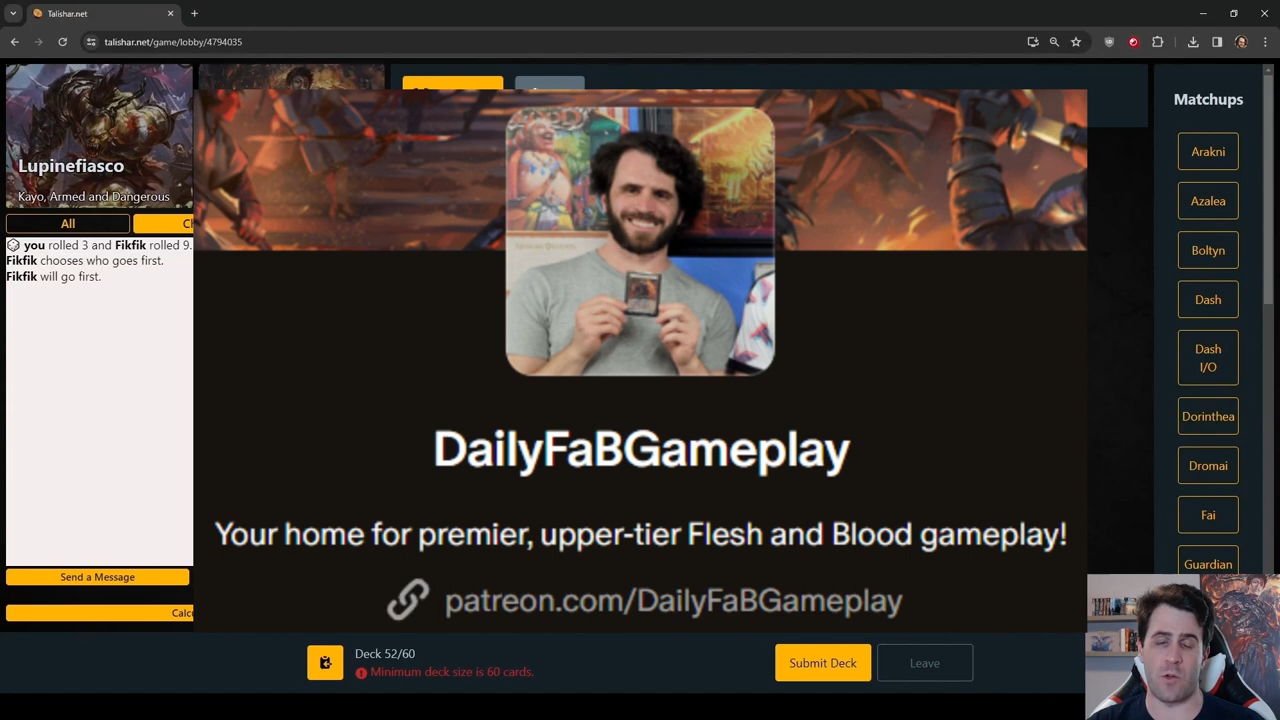 Talishar.net
talishar.net/game/lobby/4794035
Lupinefiasco
Kayo, Armed and Dangerous
All
you rolled 3 and Fikfik rolled 9.
Fikfik chooses who goes first.
Fikfik will go first.
Send a Message
DailyFaBGameplay
Your home for premier, upper-tier Flesh and Blood gameplay!
patreon.com/DailyFaBGameplay
Deck 52/60
Minimum deck size is 60 cards.
Submit Deck
Leave
Matchups
Arakni
Azalea
Boltyn
Dash
Dash
I/O
Dorinthea
Dromai
Fai
Guardian